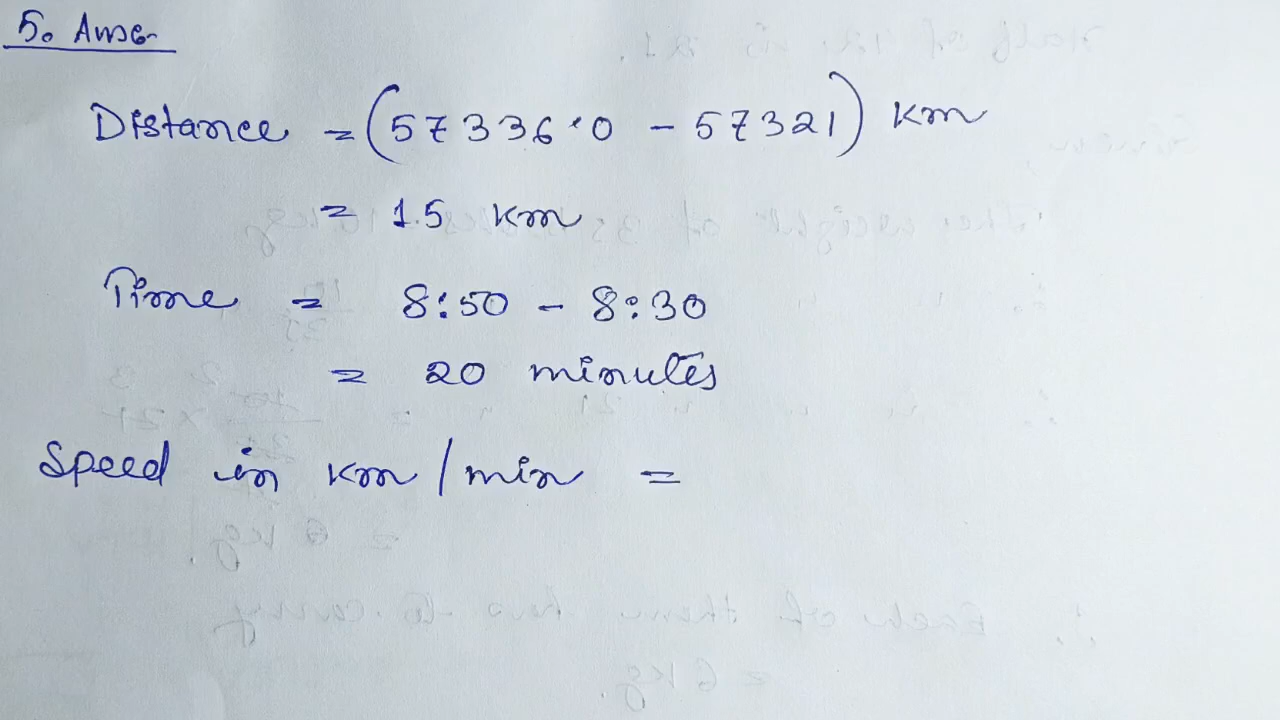 5. Ans.
Distance = (57336.0 - 57321) km
= 15 km
Time = 8:50 - 8:30
= 20 minutes
Speed in km/min =